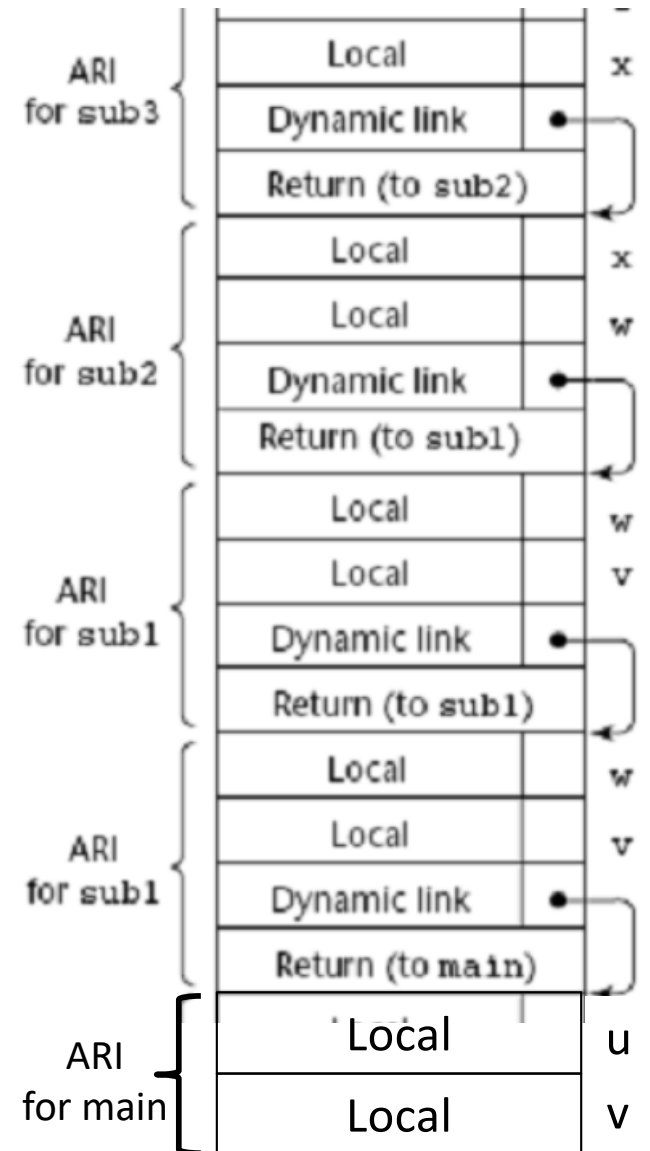 Local x
ARI
for sub3
Dynamic link
Return (to sub2)
Local x
Local w
ARI
for sub2
Dynamic link
Return (to sub1)
Local w
Local v
ARI
for sub1
Dynamic link
Return (to sub1)
Local w
Local v
ARI
for sub1
Dynamic link
Return (to main)
Local u
ARI
for main
Local v